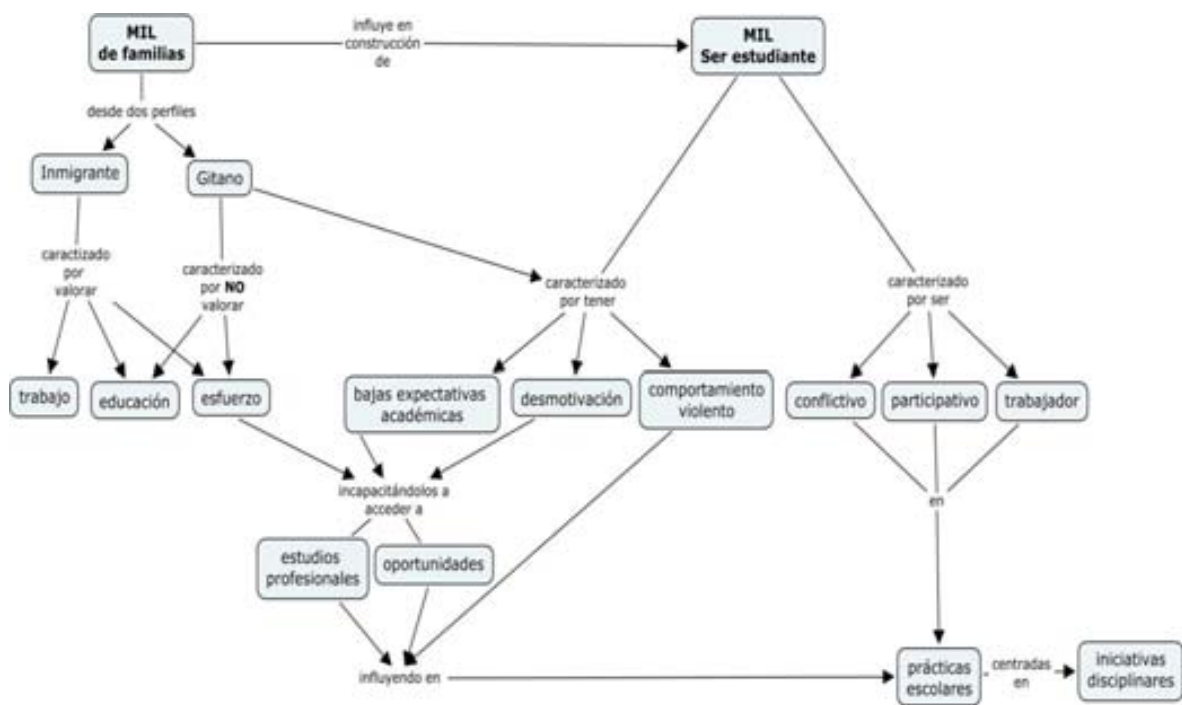 MIL
de familias
influye en
construcción
de
MIL
Ser estudiante
desde dos perfiles
Inmigrante
Gitano
caractizado
por
valorar
caracterizado
por NO
valorar
caracterizado
por tener
caracterizado
por ser
trabajo
educación
esfuerzo
bajas expectativas
académicas
desmotivación
comportamiento
violento
conflictivo
participativo
trabajador
incapacitándolos a
acceder a
en
estudios
profesionales
oportunidades
influyendo en
prácticas
escolares
centradas
en
iniciativas
disciplinares